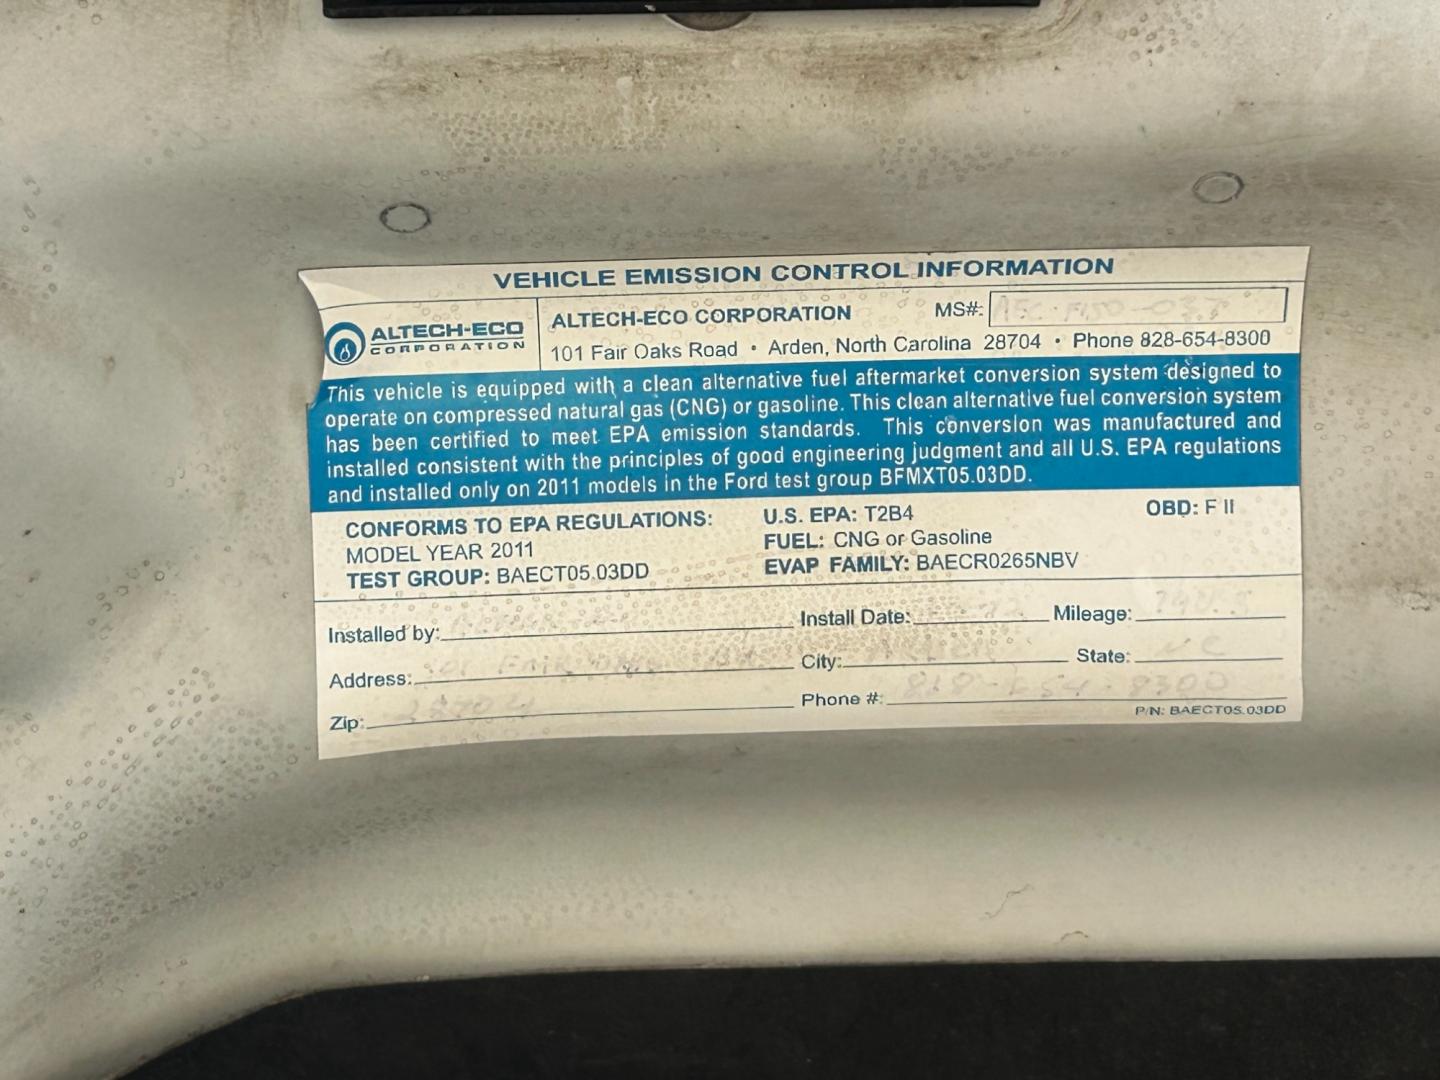 VEHICLE EMISSION CONTROL INFORMATION
ALTECH-ECO
CORPORATION
ALTECH-ECO CORPORATION MS#:
101 Fair Oaks Road • Arden, North Carolina 28704 • Phone 828-654-8300
This vehicle is equipped with a clean alternative fuel aftermarket conversion system designed to
operate on compressed natural gas (CNG) or gasoline. This clean alternative fuel conversion system
has been certified to meet EPA emission standards. This conversion was manufactured and
installed consistent with the principles of good engineering judgment and all U.S. EPA regulations
and installed only on 2011 models in the Ford test group BFMXT05.03DD.
CONFORMS TO EPA REGULATIONS:
MODEL YEAR 2011
TEST GROUP: BAECT05.03DD
U.S. EPA: T2B4
FUEL: CNG or Gasoline
EVAP FAMILY: BAECR0265NBV
OBD: F II
Installed by: Install Date: Mileage:
Address: City: State: NC
Zip: 28704 Phone #: 828-654-8300
P/N: BAECT05.03DD